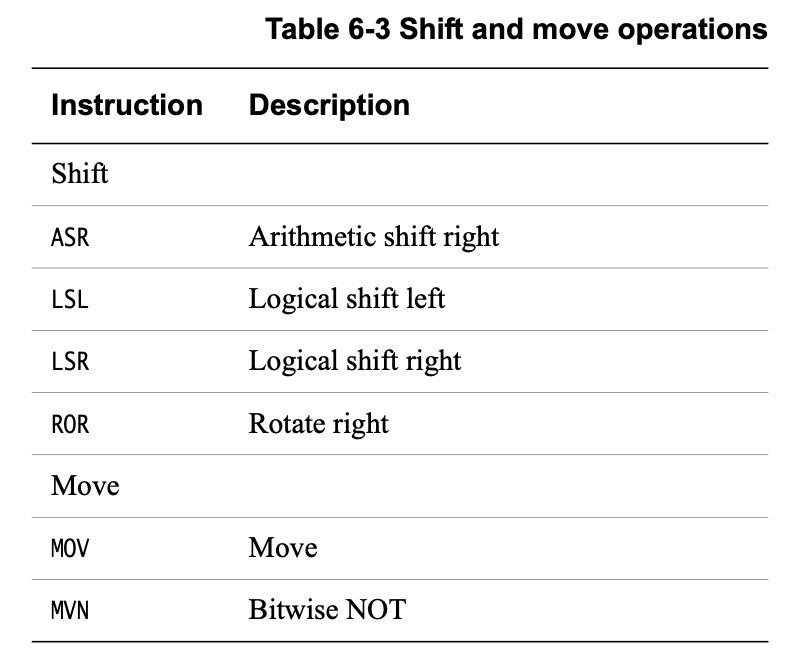 Table 6-3 Shift and move operations
Instruction Description
Shift
ASR Arithmetic shift right
LSL Logical shift left
LSR Logical shift right
ROR Rotate right
Move
MOV Move
MVN Bitwise NOT